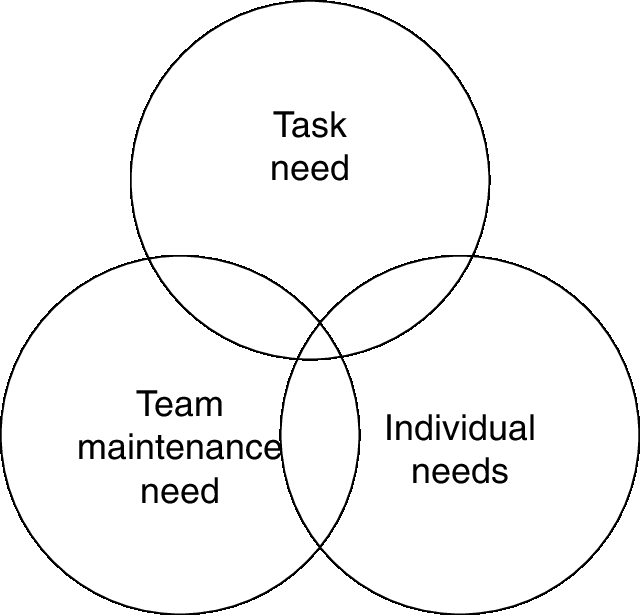 Task
need
Team
maintenance
need
Individual
needs